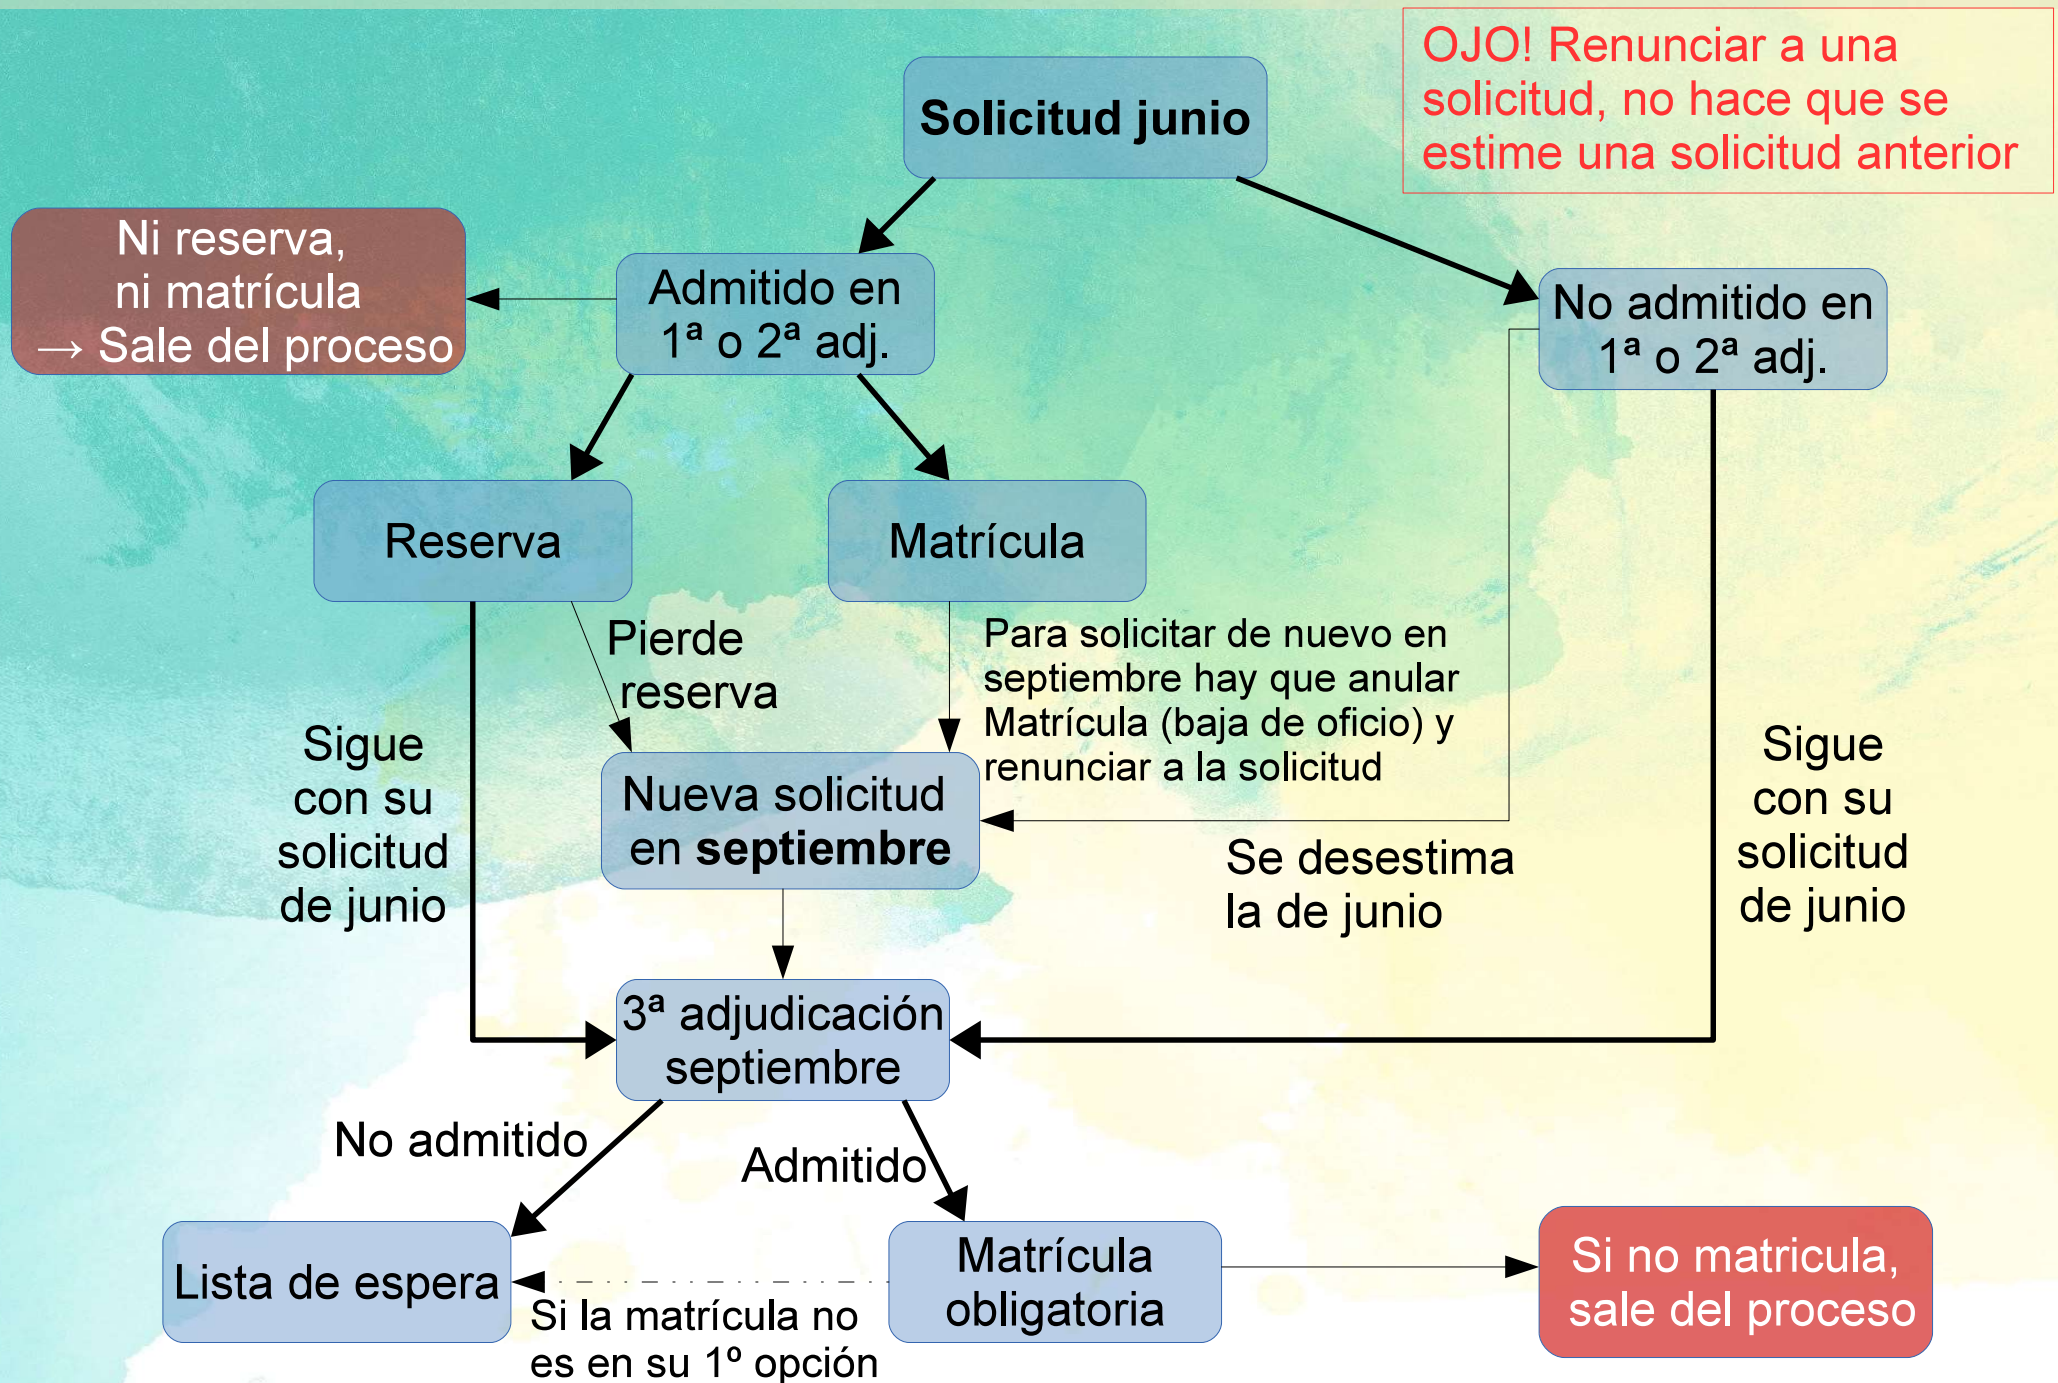 OJO! Renunciar a una
solicitud, no hace que se
estime una solicitud anterior
Solicitud junio
Ni reserva,
ni matrícula
→ Sale del proceso
Admitido en
1ª o 2ª adj.
No admitido en
1ª o 2ª adj.
Reserva
Matrícula
Pierde
reserva
Para solicitar de nuevo en
septiembre hay que anular
Matrícula (baja de oficio) y
renunciar a la solicitud
Sigue
con su
solicitud
de junio
Nueva solicitud
en septiembre
Se desestima
la de junio
Sigue
con su
solicitud
de junio
3ª adjudicación
septiembre
No admitido
Admitido
Lista de espera
Si la matrícula no
es en su 1º opción
Matrícula
obligatoria
Si no matricula,
sale del proceso